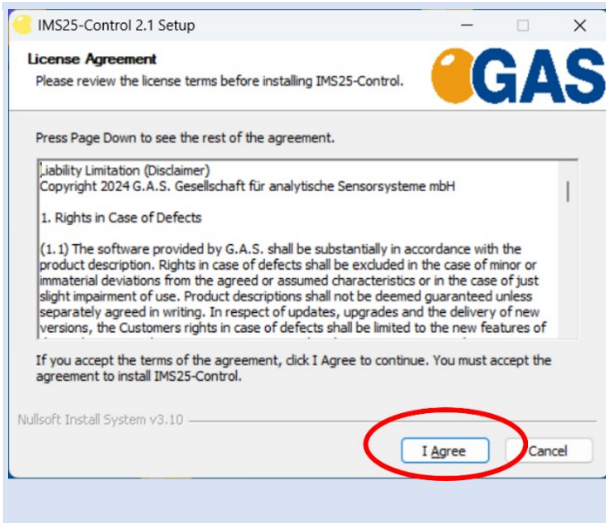 IMS25-Control 2.1 Setup
License Agreement
Please review the license terms before installing IMS25-Control.
GAS
Press Page Down to see the rest of the agreement.
Liability Limitation (Disclaimer)
Copyright 2024 G.A.S. Gesellschaft für analytische Sensorsysteme mbH
1. Rights in Case of Defects
(1.1) The software provided by G.A.S. shall be substantially in accordance with the
product description. Rights in case of defects shall be excluded in the case of minor or
immaterial deviations from the agreed or assumed characteristics or in the case of just
slight impairment of use. Product descriptions shall not be deemed guaranteed unless
separately agreed in writing. In respect of updates, upgrades and the delivery of new
versions, the Customers rights in case of defects shall be limited to the new features of
If you accept the terms of the agreement, click I Agree to continue. You must accept the
agreement to install IMS25-Control.
Nullsoft Install System v3.10
I Agree
Cancel